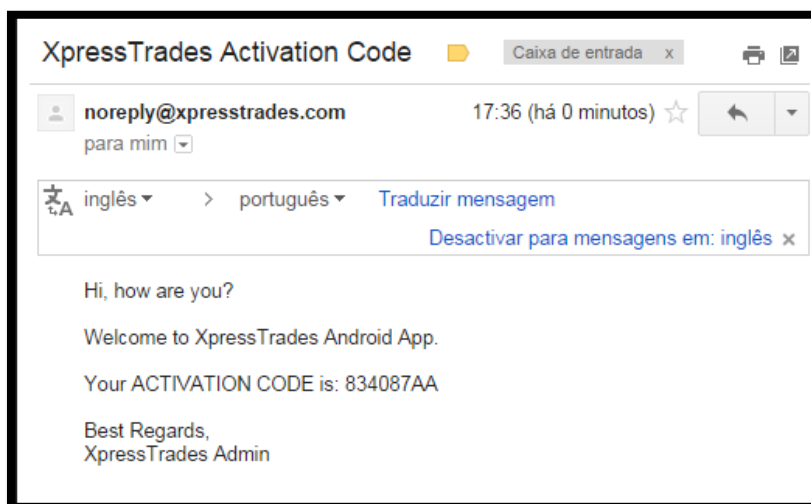 XpressTrades Activation Code Caixa de entrada x
noreply@xpresstrades.com 17:36 (há 0 minutos)
para mim
inglês > português Traduzir mensagem
Desactivar para mensagens em: inglês x
Hi, how are you?
Welcome to XpressTrades Android App.
Your ACTIVATION CODE is: 834087AA
Best Regards,
XpressTrades Admin